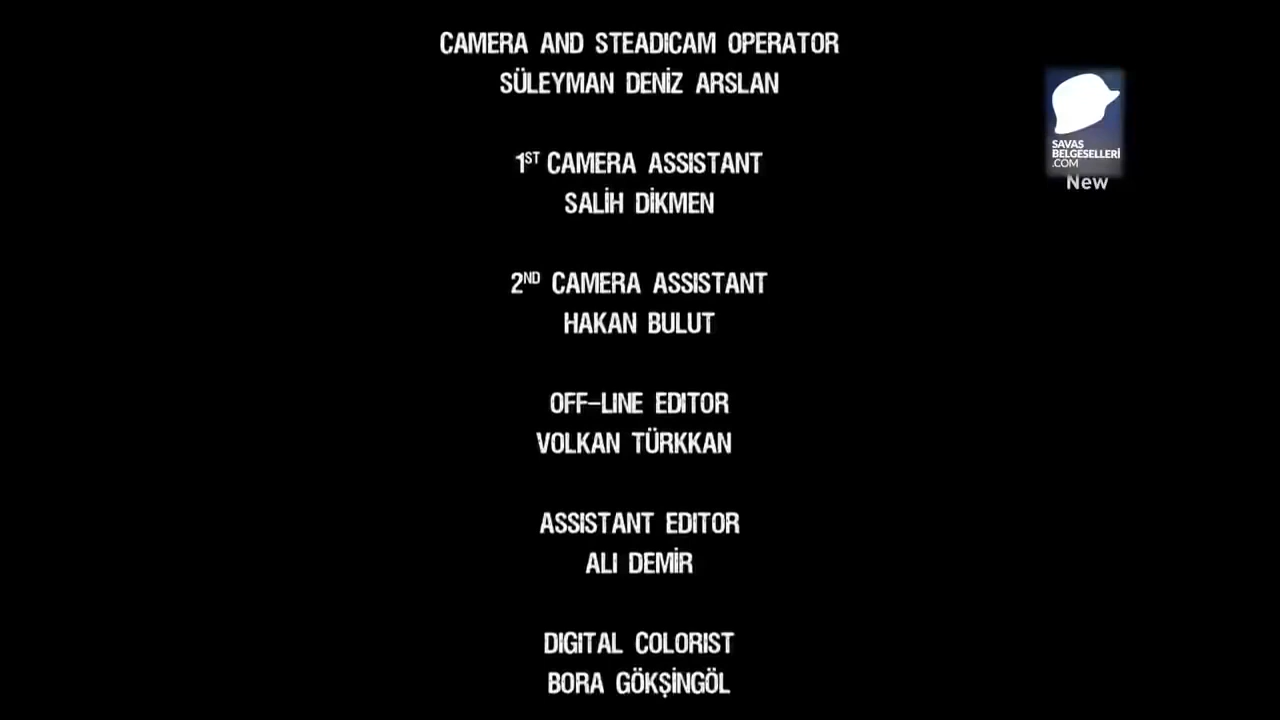 CAMERA AND STEADICAM OPERATOR
SÜLEYMAN DENİZ ARSLAN
1ST CAMERA ASSISTANT
SALİH DİKMEN
2ND CAMERA ASSISTANT
HAKAN BULUT
OFF-LINE EDITOR
VOLKAN TÜRKKAN
ASSISTANT EDITOR
ALI DEMİR
DIGITAL COLORIST
BORA GÖKŞİNGÖL
SAVAS
BELGESELLERİ
.COM
New